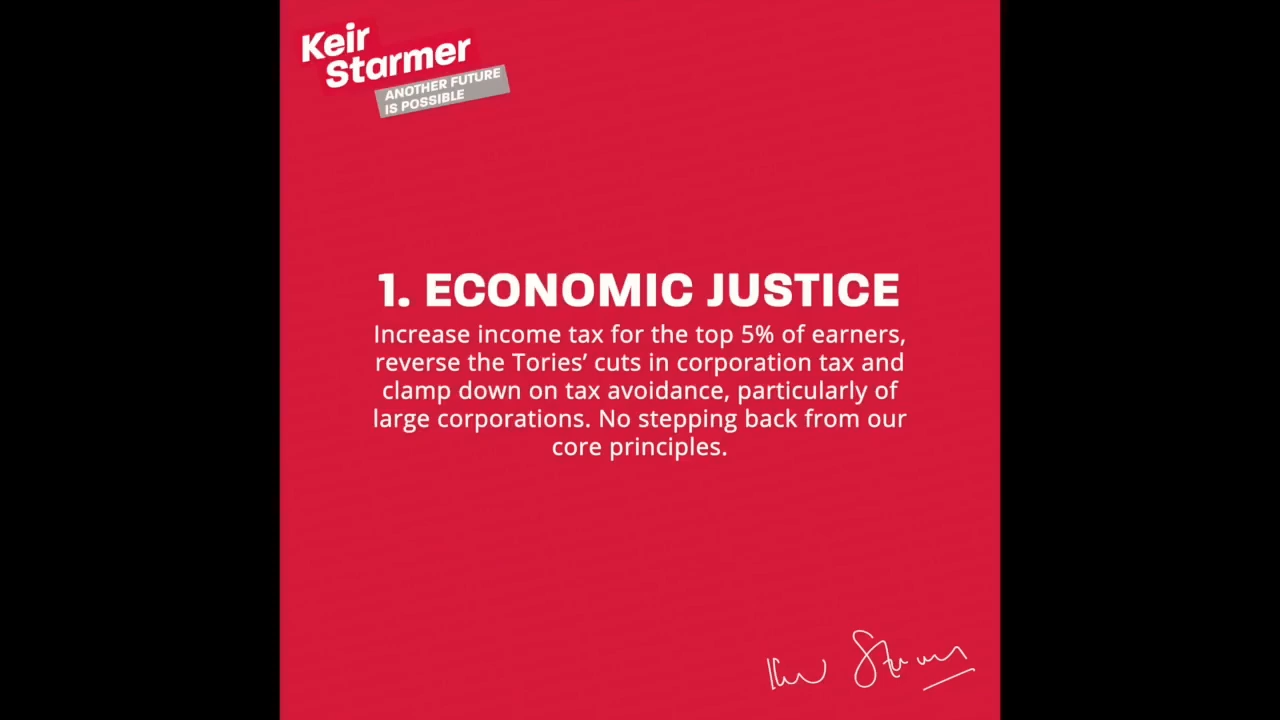 Keir
Starmer
ANOTHER FUTURE
IS POSSIBLE
1. ECONOMIC JUSTICE
Increase income tax for the top 5% of earners,
reverse the Tories’ cuts in corporation tax and
clamp down on tax avoidance, particularly of
large corporations. No stepping back from our
core principles.
Keir Starmer